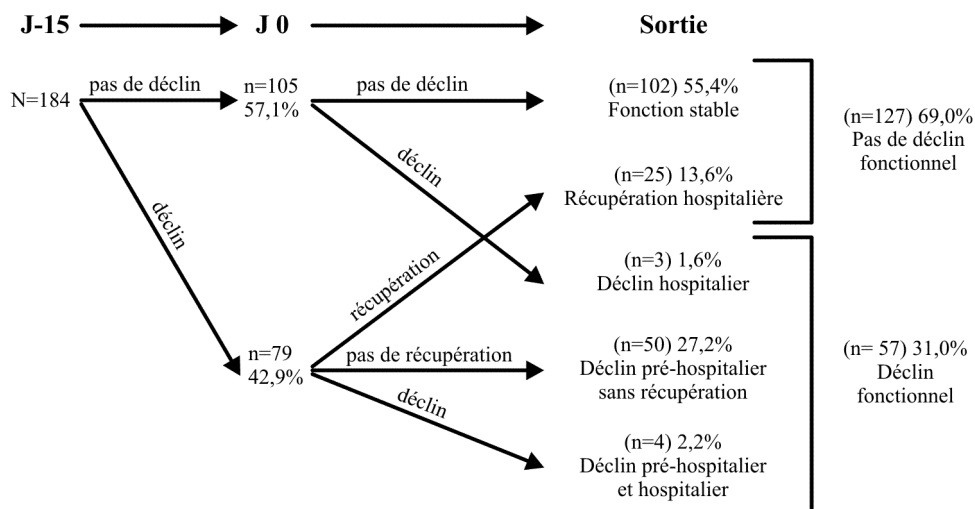 J-15
J 0
Sortie
N=184
pas de déclin
n=105
57,1%
pas de déclin
(n=102) 55,4%
Fonction stable
(n=127) 69,0%
Pas de déclin
fonctionnel
déclin
déclin
(n=25) 13,6%
Récupération hospitalière
récupération
(n=3) 1,6%
Déclin hospitalier
n=79
42,9%
pas de récupération
déclin
(n=50) 27,2%
Déclin pré-hospitalier
sans récupération
(n= 57) 31,0%
Déclin
fonctionnel
(n=4) 2,2%
Déclin pré-hospitalier
et hospitalier